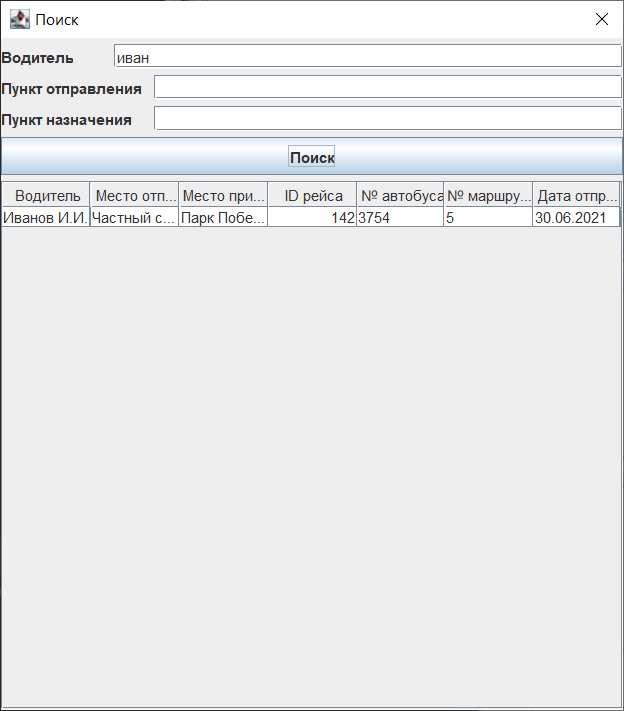 Поиск
Водитель иван
Пункт отправления
Пункт назначения
Поиск
Водитель Место отп... Место при... ID рейса № автобуса № маршру... Дата отпр...
Иванов И.И. Частный с... Парк Побе... 142 3754 5 30.06.2021